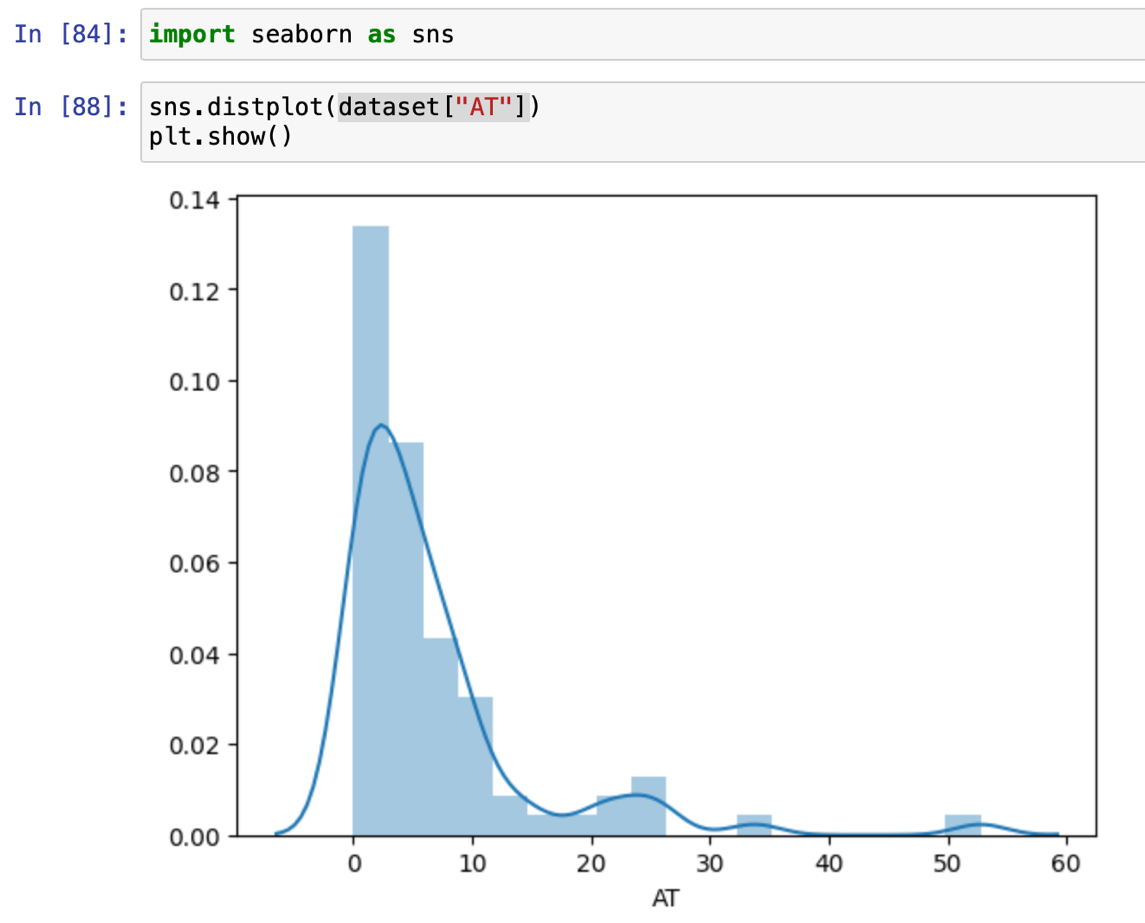 In [84]: import seaborn as sns
In [88]: sns.distplot(dataset["AT"])
plt.show()
0.14
0.12
0.10
0.08
0.06
0.04
0.02
0.00
0 10 20 30 40 50 60
AT